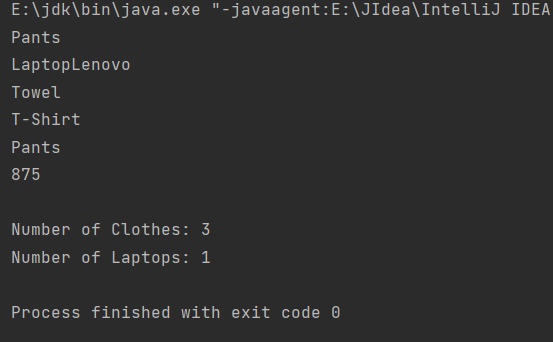 E:\jdk\bin\java.exe "-javaagent:E:\JIdea\IntelliJ IDEA
Pants
LaptopLenovo
Towel
T-Shirt
Pants
875
Number of Clothes: 3
Number of Laptops: 1
Process finished with exit code 0